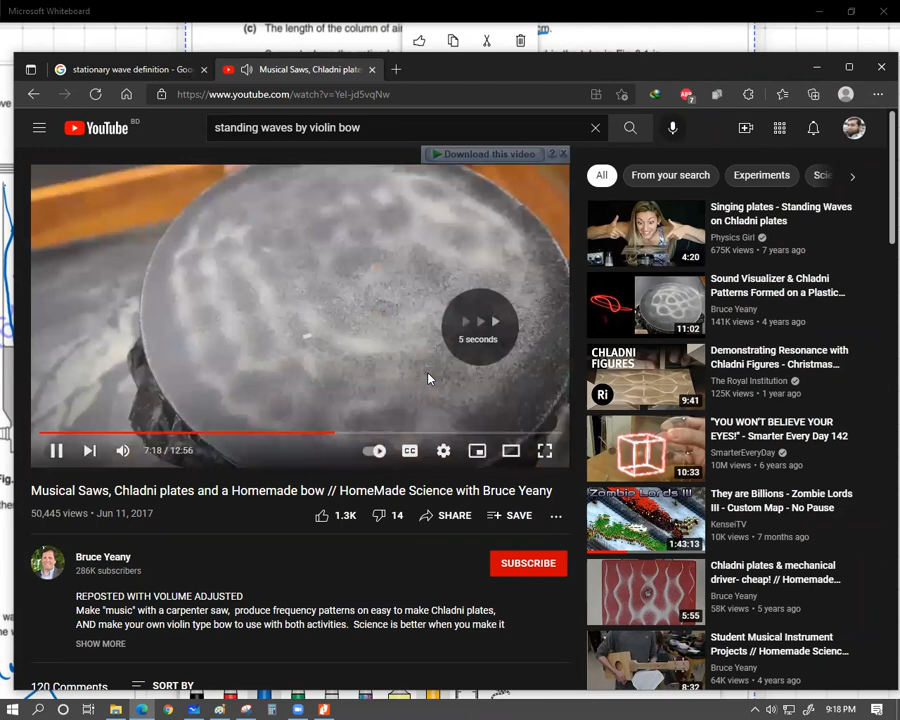 Microsoft Whiteboard
(c) The length of the column of air
stationary wave definition - Goo
Musical Saws, Chladni plate
https://www.youtube.com/watch?v=YeI-jd5vqNw
ABP
7
YouTube BD
standing waves by violin bow
Download this video ? X
All
From your search
Experiments
Scie
5 seconds
7:18 / 12:56
CC
Singing plates - Standing Waves
on Chladni plates
Physics Girl
675K views • 7 years ago
4:20
Sound Visualizer & Chladni
Patterns Formed on a Plastic...
Bruce Yeany
141K views • 4 years ago
11:02
CHLADNI
FIGURES
Ri
Demonstrating Resonance with
Chladni Figures - Christmas...
The Royal Institution
125K views • 1 year ago
9:41
"YOU WON'T BELIEVE YOUR
EYES!" - Smarter Every Day 142
SmarterEveryDay
10M views • 6 years ago
10:33
Zombie Lords III
They are Billions - Zombie Lords
III - Custom Map - No Pause
KenseiTV
10K views • 7 months ago
1:43:13
Chladni plates & mechanical
driver- cheap! // Homemade...
Bruce Yeany
58K views • 5 years ago
5:55
Student Musical Instrument
Projects // Homemade Scienc...
Bruce Yeany
64K views • 4 years ago
8:32
Musical Saws, Chladni plates and a Homemade bow // HomeMade Science with Bruce Yeany
50,445 views • Jun 11, 2017
1.3K
14
SHARE
SAVE
Bruce Yeany
286K subscribers
SUBSCRIBE
REPOSTED WITH VOLUME ADJUSTED
Make "music" with a carpenter saw, produce frequency patterns on easy to make Chladni plates,
AND make your own violin type bow to use with both activities. Science is better when you make it
SHOW MORE
120 Comments
SORT BY
9:18 PM